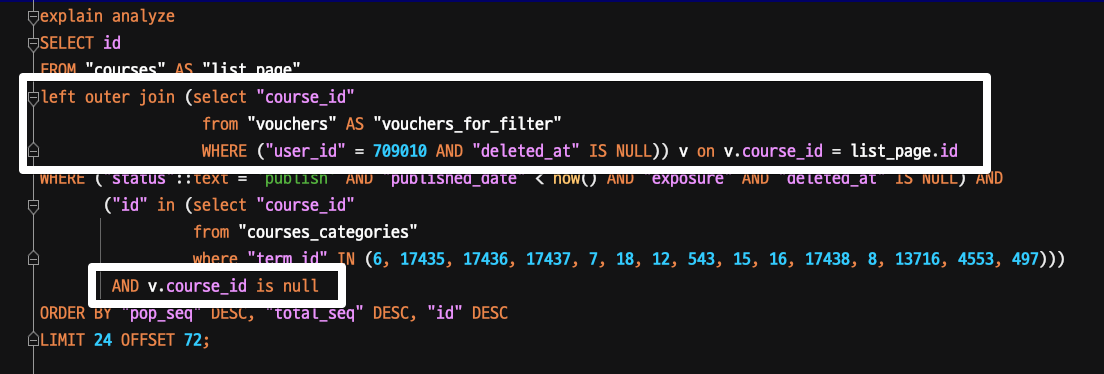 explain analyze
SELECT id
FROM "courses" AS "list_page"
left outer join (select "course_id"
from "vouchers" AS "vouchers_for_filter"
WHERE ("user_id" = 709010 AND "deleted_at" IS NULL)) v on v.course_id = list_page.id
WHERE ("status"::text = 'publish' AND "published_date" < now() AND "exposure" AND "deleted_at" IS NULL) AND
("id" in (select "course_id"
from "courses_categories"
where "term_id" IN (6, 17435, 17436, 17437, 7, 18, 12, 543, 15, 16, 17438, 8, 13716, 4553, 497)))
AND v.course_id is null
ORDER BY "pop_seq" DESC, "total_seq" DESC, "id" DESC
LIMIT 24 OFFSET 72;